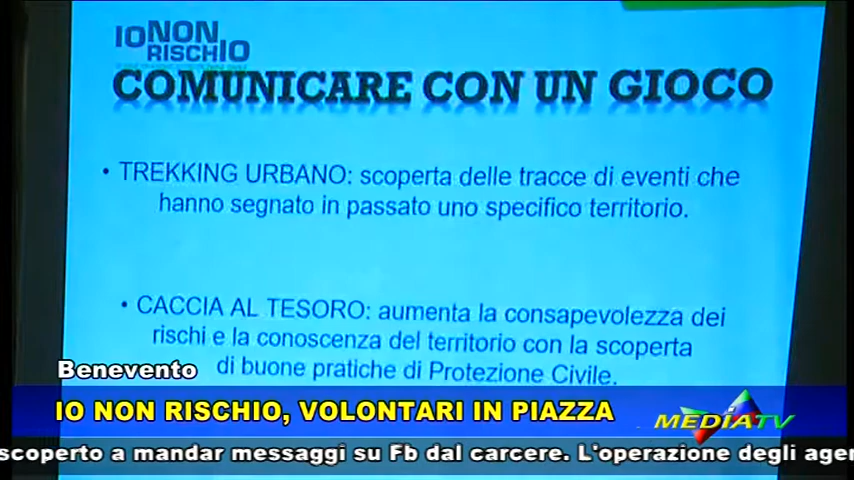 IO NON
RISCHIO
COMUNICARE CON UN GIOCO
• TREKKING URBANO: scoperta delle tracce di eventi che
hanno segnato in passato uno specifico territorio.
• CACCIA AL TESORO: aumenta la consapevolezza dei
rischi e la conoscenza del territorio con la scoperta
di buone pratiche di Protezione Civile.
Benevento
IO NON RISCHIO, VOLONTARI IN PIAZZA
MEDIATV
scoperto a mandar messaggi su Fb dal carcere. L'operazione degli agen